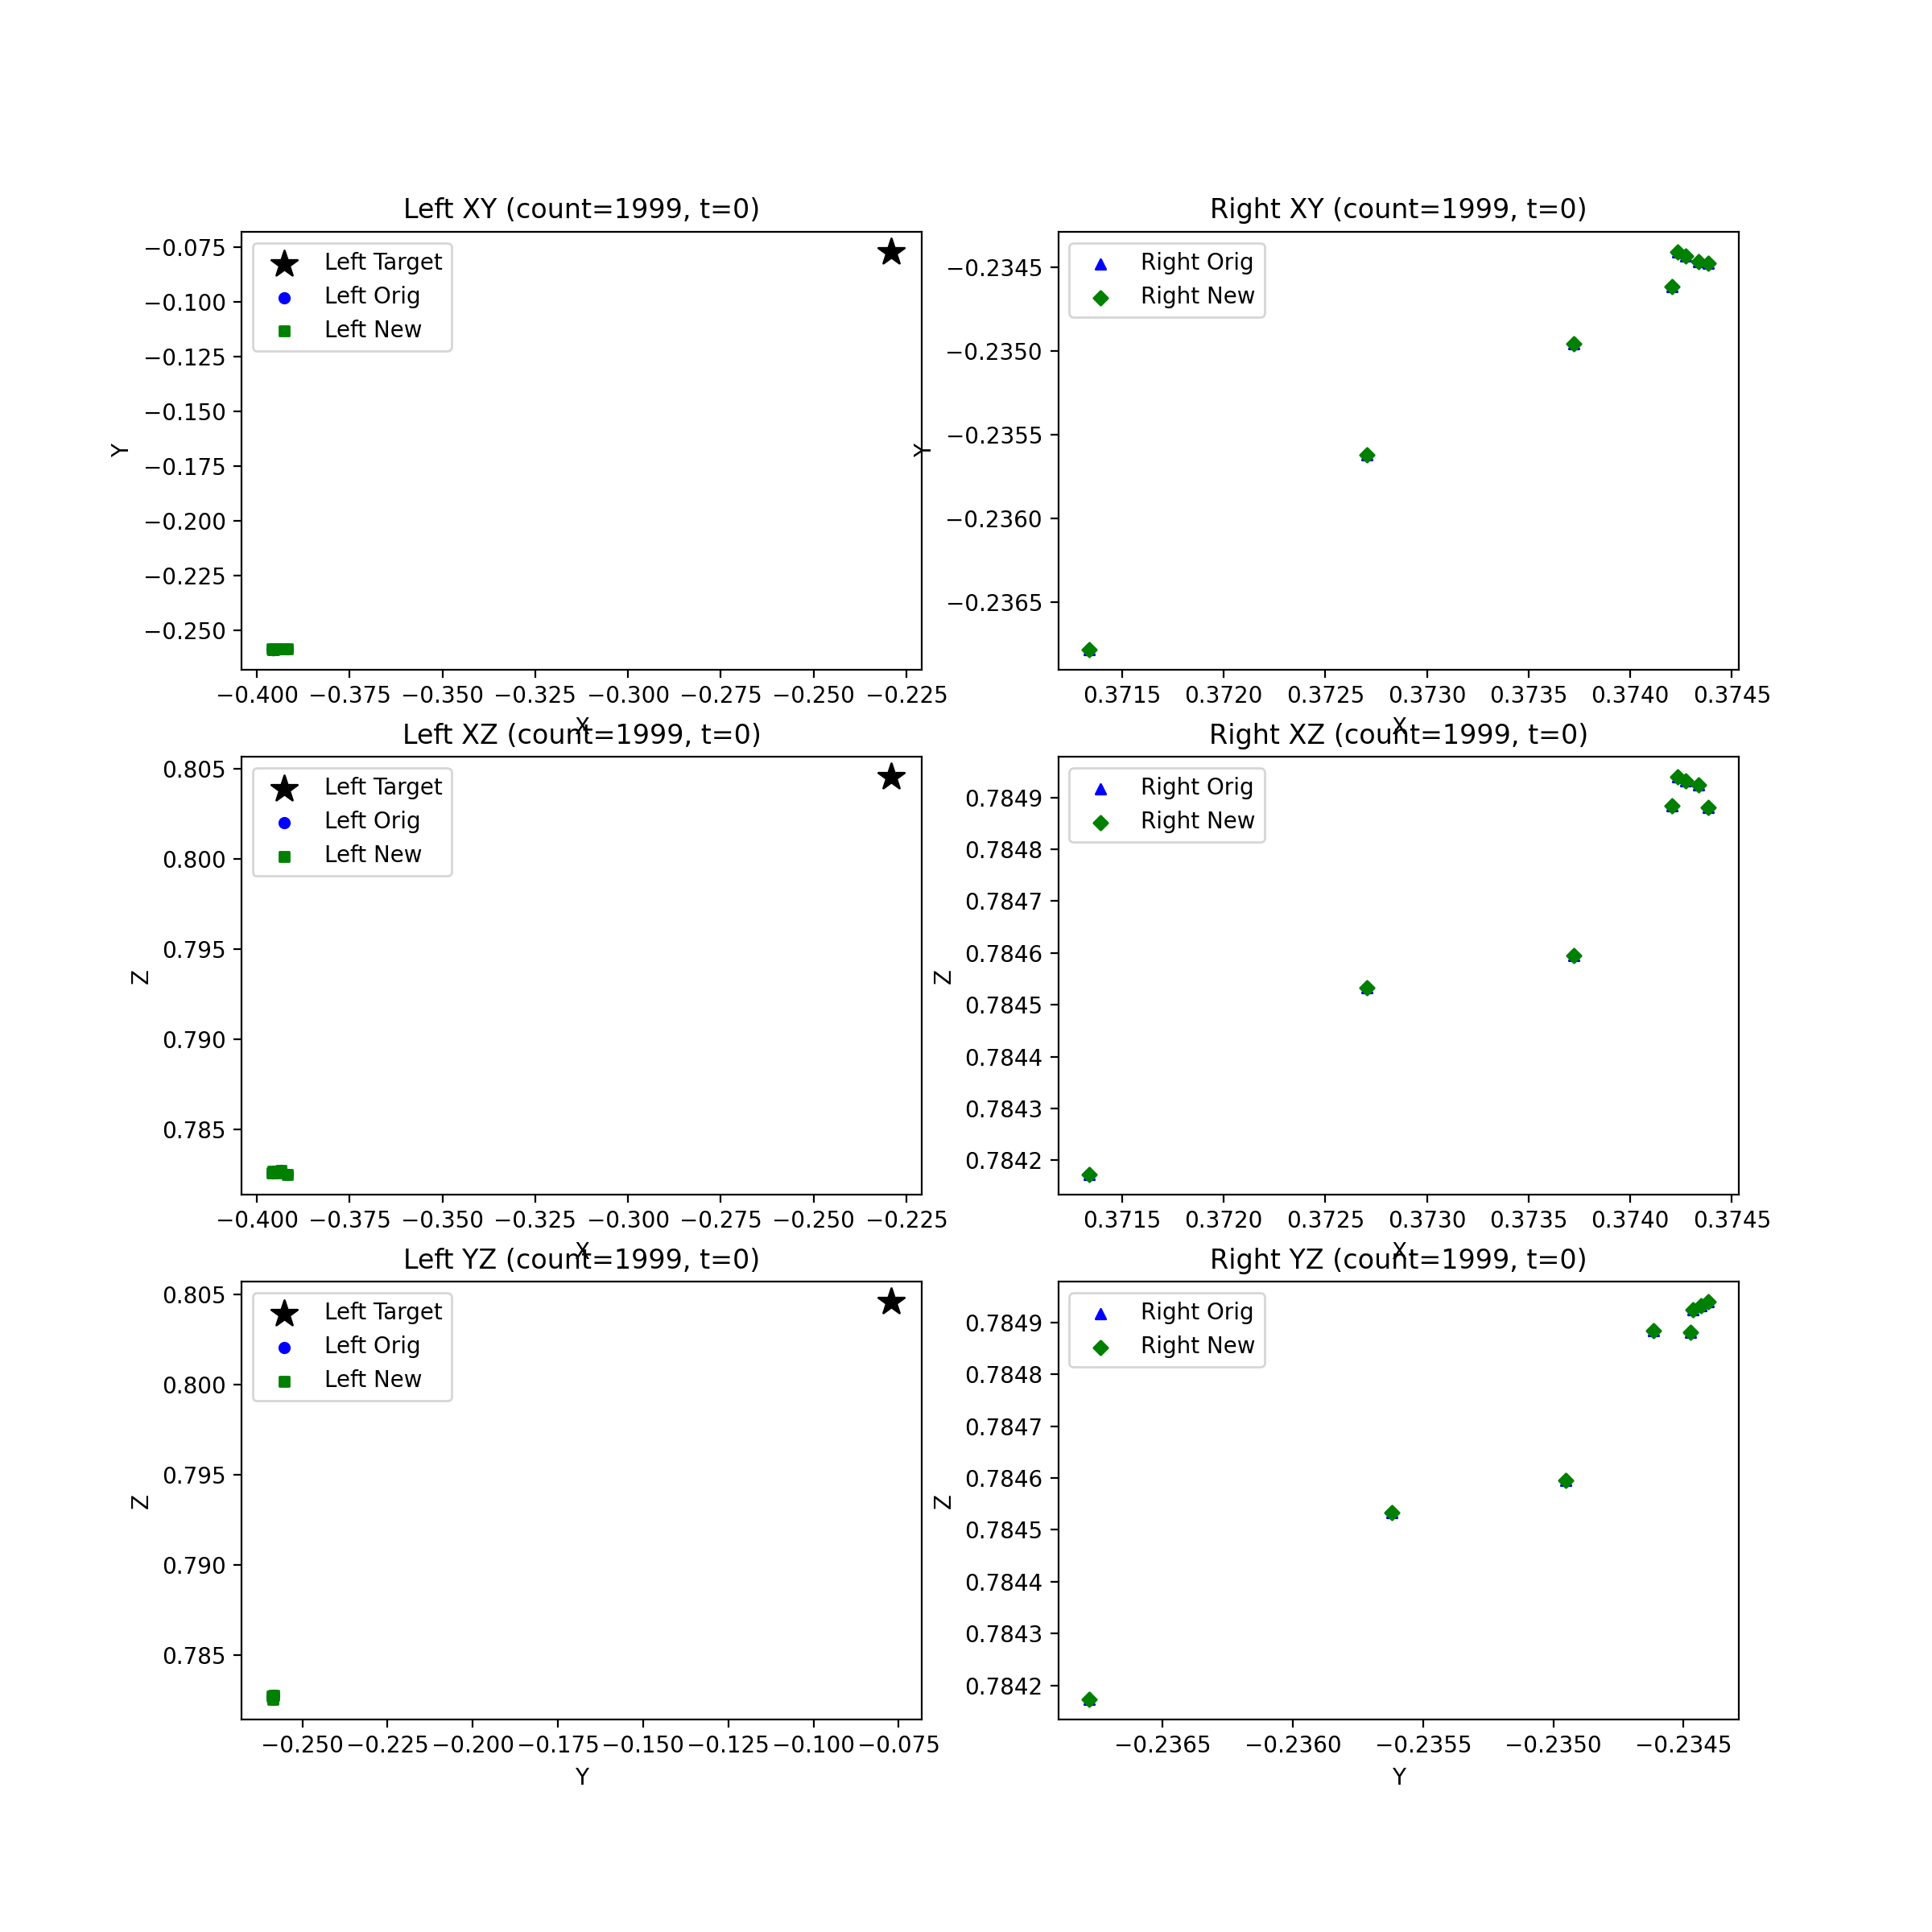 Left XY (count=1999, t=0)
Left Target
Left Orig
Left New
−0.075
−0.100
−0.125
−0.150
−0.175
−0.200
−0.225
−0.250
Y
−0.400 −0.375 −0.350 −0.325 −0.300 −0.275 −0.250 −0.225
X
Right XY (count=1999, t=0)
Right Orig
Right New
−0.2345
−0.2350
−0.2355
−0.2360
−0.2365
Y
0.3715 0.3720 0.3725 0.3730 0.3735 0.3740 0.3745
X
Left XZ (count=1999, t=0)
Left Target
Left Orig
Left New
0.805
0.800
0.795
0.790
0.785
Z
−0.400 −0.375 −0.350 −0.325 −0.300 −0.275 −0.250 −0.225
X
Right XZ (count=1999, t=0)
Right Orig
Right New
0.7849
0.7848
0.7847
0.7846
0.7845
0.7844
0.7843
0.7842
Z
0.3715 0.3720 0.3725 0.3730 0.3735 0.3740 0.3745
X
Left YZ (count=1999, t=0)
Left Target
Left Orig
Left New
0.805
0.800
0.795
0.790
0.785
Z
−0.250 −0.225 −0.200 −0.175 −0.150 −0.125 −0.100 −0.075
Y
Right YZ (count=1999, t=0)
Right Orig
Right New
0.7849
0.7848
0.7847
0.7846
0.7845
0.7844
0.7843
0.7842
Z
−0.2365 −0.2360 −0.2355 −0.2350 −0.2345
Y